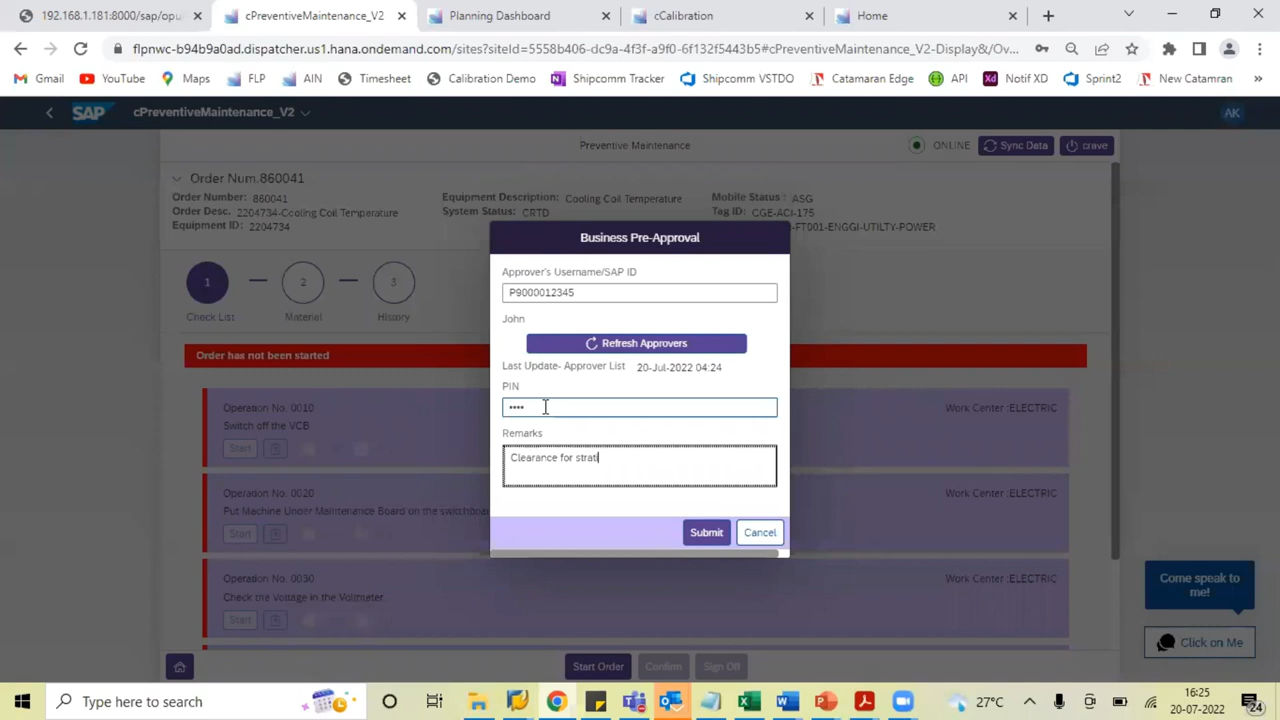 192.168.1.181:8000/sap/opu
cPreventiveMaintenance_V2
Planning Dashboard
cCalibration
Home
flpnwc-b94b9a0ad.dispatcher.us1.hana.ondemand.com/sites?siteId=5558b406-dc9a-4f3f-a9f0-6f132f5443b5#cPreventiveMaintenance_V2-Display&/Ov...
Gmail YouTube Maps FLP AIN Timesheet Calibration Demo Shipcomm Tracker Shipcomm VSTDO Catamaran Edge API Notif XD Sprint2 New Catamran
SAP cPreventiveMaintenance_V2 AK
Preventive Maintenance ONLINE Sync Data crave
Order Num.860041
Order Number: 860041 Equipment Description: Cooling Coil Temperature Mobile Status : ASG
Order Desc. 2204734-Cooling Coil Temperature System Status: CRTD Tag ID: CGE-ACI-175
Equipment ID: 2204734 -FT001-ENGGI-UTILTY-POWER
1 2 3
Check List Material History
Order has not been started
Operation No. 0010 Work Center :ELECTRIC
Switch off the VCB
Start
Operation No. 0020 Work Center :ELECTRIC
Put Machine Under Maintenance Board on the switchboa
Start
Operation No. 0030 Work Center :ELECTRIC
Check the Voltage in the Voltmeter
Start
Business Pre-Approval
Approver's Username/SAP ID
P9000012345
John
Refresh Approvers
Last Update- Approver List 20-Jul-2022 04:24
PIN
••••
Remarks
Clearance for strati
Submit Cancel
Come speak to
me!
Click on Me
Start Order Confirm Sign Off
Type here to search
27°C
16:25
20-07-2022
24